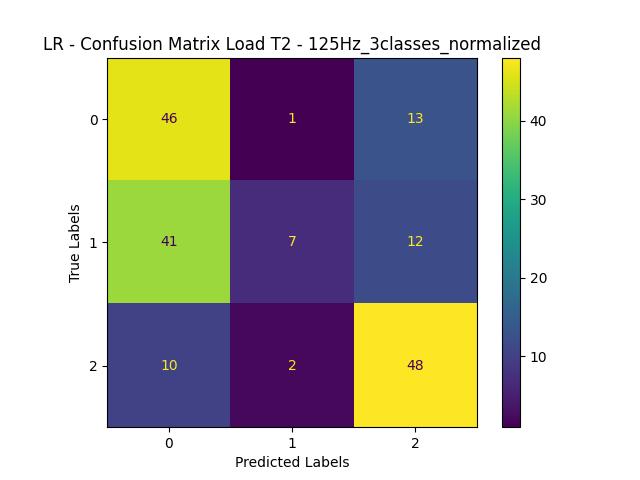 LR - Confusion Matrix Load T2 - 125Hz_3classes_normalized
0 46 1 13
1 41 7 12
2 10 2 48
0 1 2
Predicted Labels
True Labels
40
30
20
10